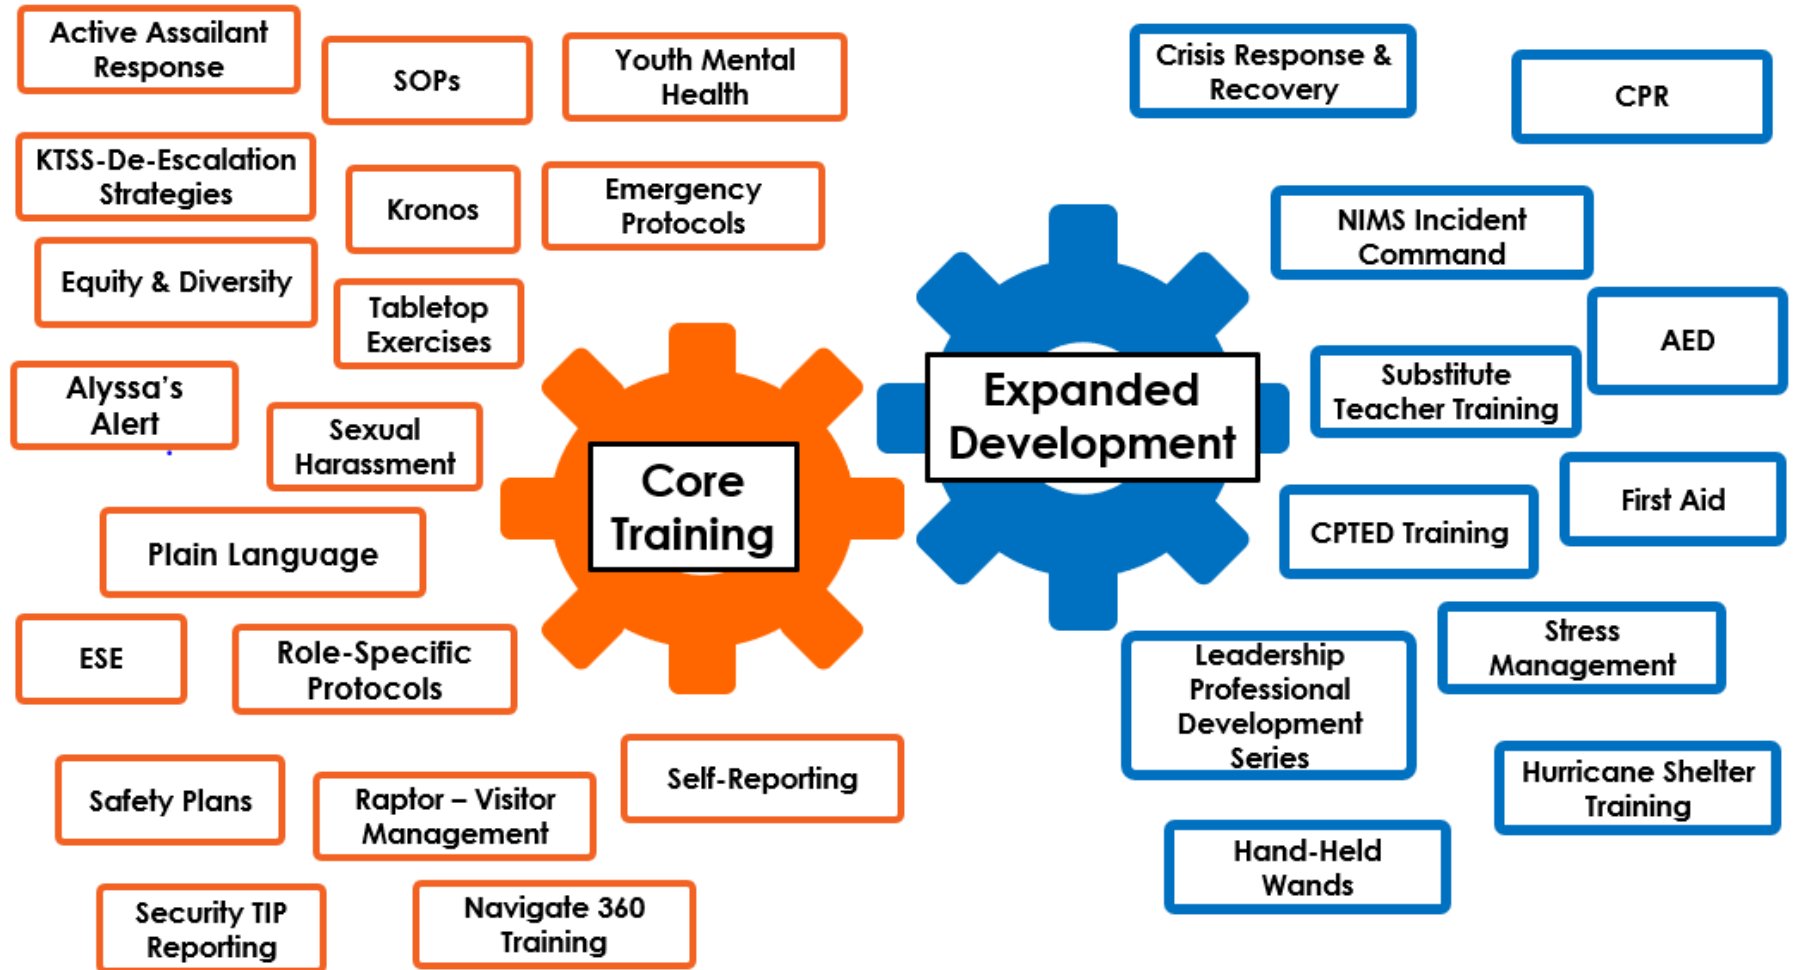 Active Assailant
Response
SOPs
Youth Mental
Health
KTSS-De-Escalation
Strategies
Kronos
Emergency
Protocols
Equity & Diversity
Tabletop
Exercises
Alyssa’s
Alert
Sexual
Harassment
Plain Language
ESE
Role-Specific
Protocols
Safety Plans
Raptor – Visitor
Management
Self-Reporting
Security TIP
Reporting
Navigate 360
Training
Core
Training
Expanded
Development
Crisis Response &
Recovery
CPR
NIMS Incident
Command
AED
Substitute
Teacher Training
First Aid
CPTED Training
Stress
Management
Leadership
Professional
Development
Series
Hurricane Shelter
Training
Hand-Held
Wands